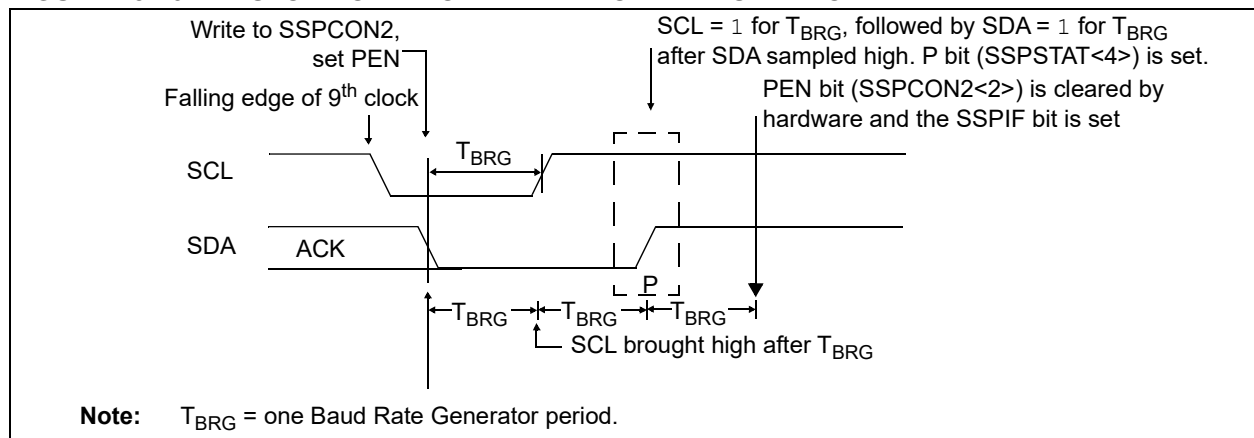 Write to SSPCON2,
set PEN
SCL = 1 for TBRG, followed by SDA = 1 for TBRG
after SDA sampled high. P bit (SSPSTAT<4>) is set.
Falling edge of 9th clock
PEN bit (SSPCON2<2>) is cleared by
hardware and the SSPIF bit is set
TBRG
SCL
SDA
ACK
P
TBRG
TBRG
TBRG
SCL brought high after TBRG
Note: TBRG = one Baud Rate Generator period.